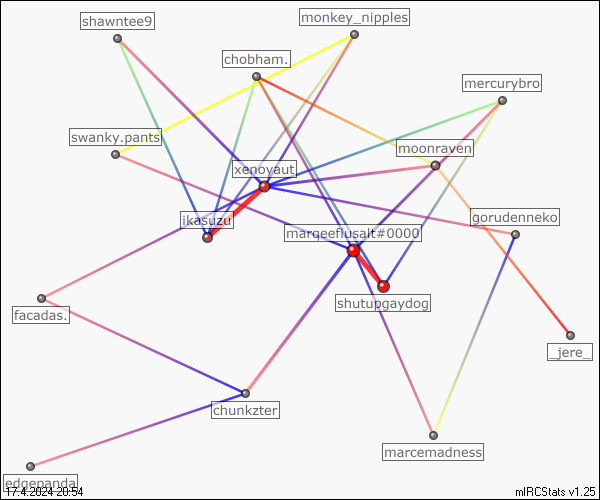 shawntee9
monkey_nipples
chobham.
mercurybro
swanky.pants
moonraven
xenoyaut
ikasuzu
gorudenneko
marqeefiusalt#0000
shutupgaydog
facadas.
_jere_
chunkzter
marcemadness
edgepanda
17.4.2024 20:54
mIRCStats v1.25